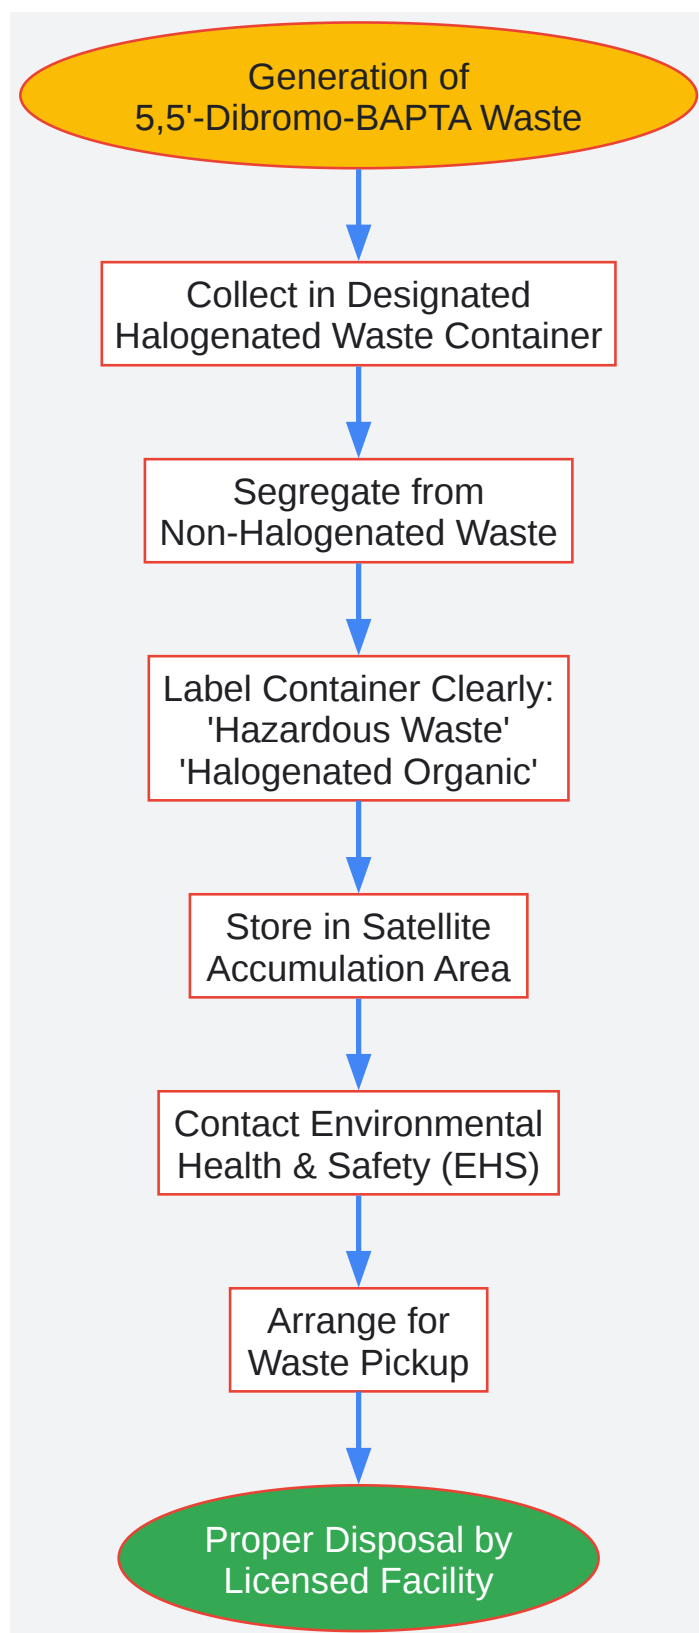 Generation of
5,5'-Dibromo-BAPTA Waste
Collect in Designated
Halogenated Waste Container
Segregate from
Non-Halogenated Waste
Label Container Clearly:
'Hazardous Waste'
'Halogenated Organic'
Store in Satellite
Accumulation Area
Contact Environmental
Health & Safety (EHS)
Arrange for
Waste Pickup
Proper Disposal by
Licensed Facility